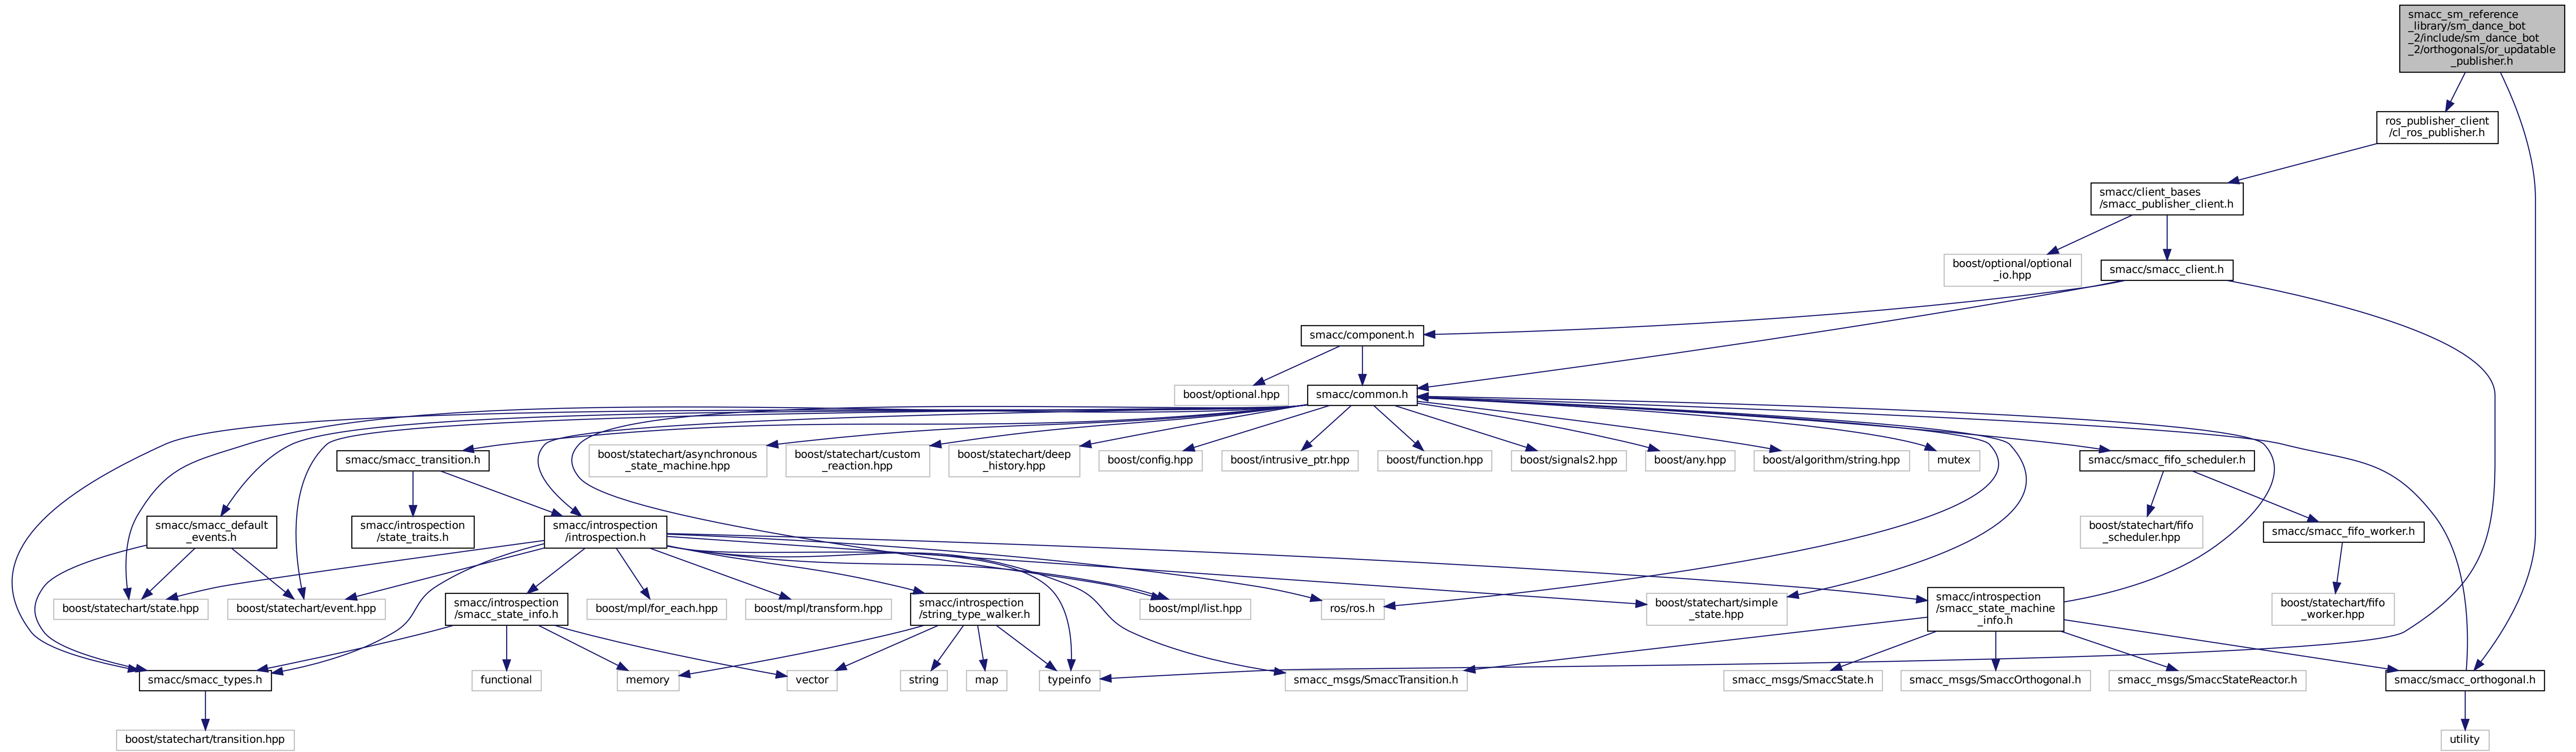 smacc_sm_reference
_library/sm_dance_bot
_2/include/sm_dance_bot
_2/orthogonals/or_updatable
_publisher.h
ros_publisher_client
/cl_ros_publisher.h
smacc/client_bases
/smacc_publisher_client.h
boost/optional/optional
_io.hpp
smacc/smacc_client.h
smacc/component.h
boost/optional.hpp
smacc/common.h
smacc/smacc_transition.h
boost/statechart/asynchronous
_state_machine.hpp
boost/statechart/custom
_reaction.hpp
boost/statechart/deep
_history.hpp
boost/config.hpp
boost/intrusive_ptr.hpp
boost/function.hpp
boost/signals2.hpp
boost/any.hpp
boost/algorithm/string.hpp
mutex
smacc/smacc_fifo_scheduler.h
smacc/smacc_default
_events.h
smacc/introspection
/state_traits.h
smacc/introspection
/introspection.h
boost/statechart/fifo
_scheduler.hpp
smacc/smacc_fifo_worker.h
boost/statechart/state.hpp
boost/statechart/event.hpp
smacc/introspection
/smacc_state_info.h
boost/mpl/for_each.hpp
boost/mpl/transform.hpp
smacc/introspection
/string_type_walker.h
boost/mpl/list.hpp
ros/ros.h
boost/statechart/simple
_state.hpp
smacc/introspection
/smacc_state_machine
_info.h
boost/statechart/fifo
_worker.hpp
smacc/smacc_types.h
functional
memory
vector
string
map
typeinfo
smacc_msgs/SmaccTransition.h
smacc_msgs/SmaccState.h
smacc_msgs/SmaccOrthogonal.h
smacc_msgs/SmaccStateReactor.h
smacc/smacc_orthogonal.h
boost/statechart/transition.hpp
utility